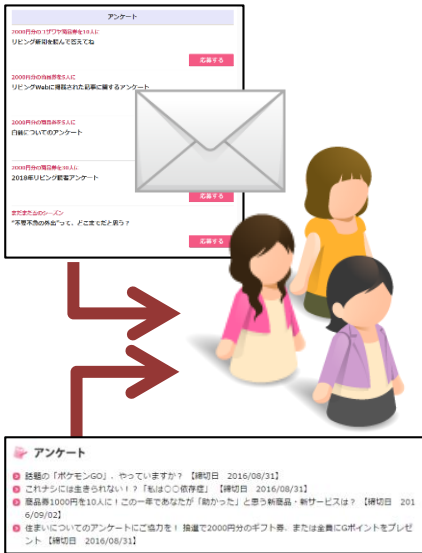 アンケート
2000円分のコザワヤ商品券を10人に
リビング新聞を読んで答えてね
応募する
2000円分の商品券を5人に
リビングWebに掲載された記事に関するアンケート
2000円分の商品券を5人に
白髪についてのアンケート
2000円分の商品券を30人に
2018年リビング読者アンケート
応募する
まだまだ台風のシーズン
“不要不急の外出”って、どこまでだと思う？
応募する
アンケート
話題の「ポケモンGO」、やっていますか？ 【締切日　2016/08/31】
これナシには生きられない！？「私は〇〇依存症」 【締切日　2016/08/31】
商品券1000円を10人に！この一年であなたが「助かった」と思う新商品・新サービスは？ 【締切日　201
6/09/02】
住まいについてのアンケートにご協力を！ 抽選で2000円分のギフト券、または全員にGポイントをプレゼ
ント 【締切日　2016/08/31】